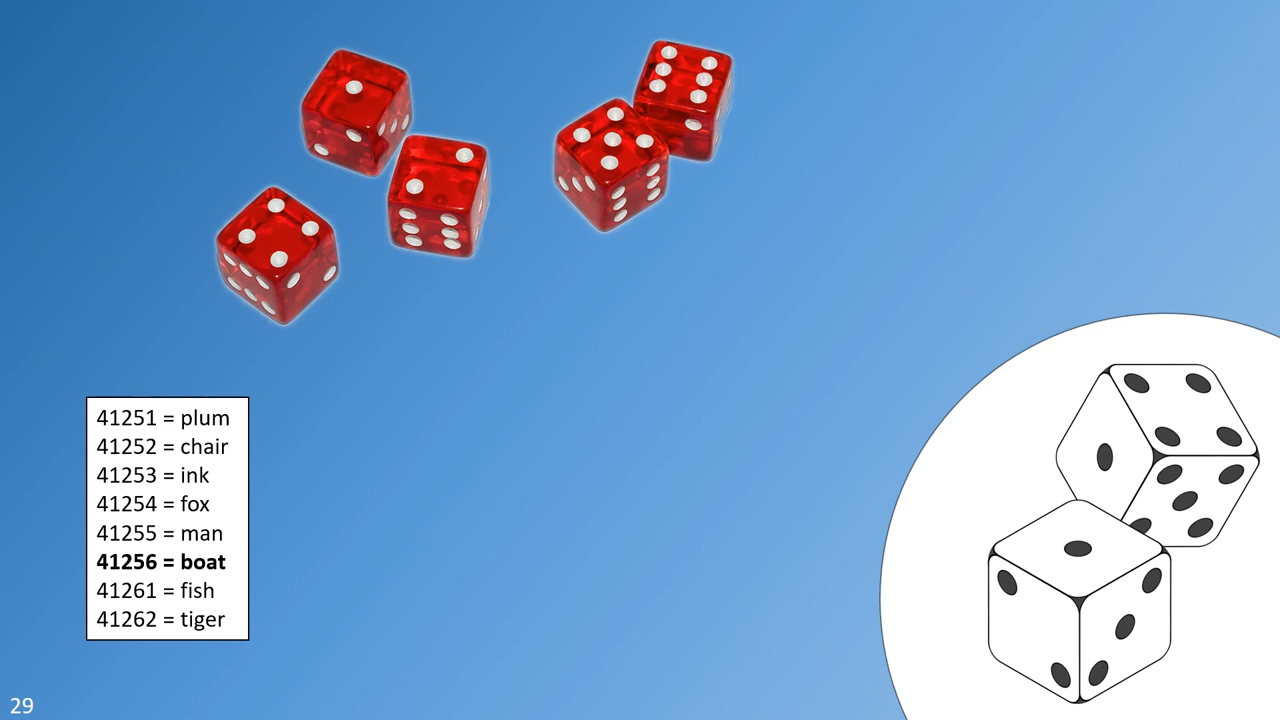 41251 = plum
41252 = chair
41253 = ink
41254 = fox
41255 = man
41256 = boat
41261 = fish
41262 = tiger
29